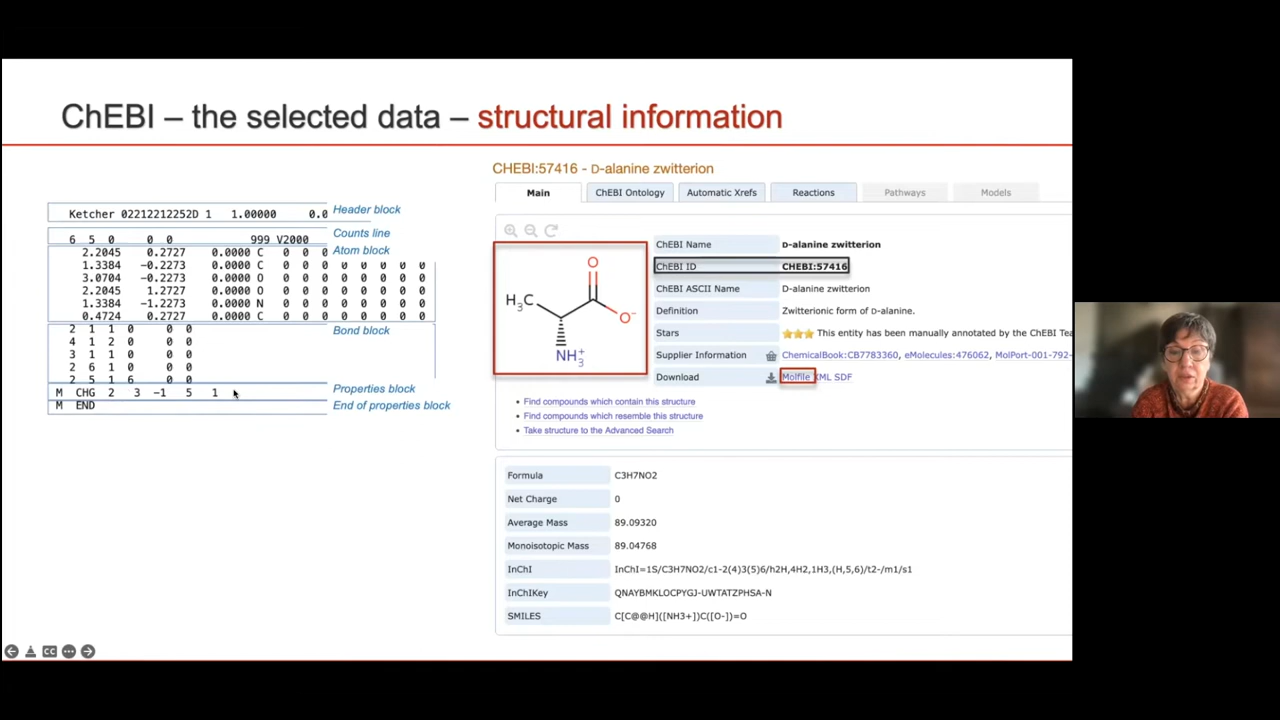 ChEBI – the selected data – structural information
Ketcher 02212212252D 1 1.00000 0.0
Header block
Counts line
6 5 0 0 0 999 V2000
Atom block
2.2045 0.2727 0.0000 C 0 0 0
1.3384 -0.2273 0.0000 C 0 0 0 0 0 0 0 0
3.0704 -0.2273 0.0000 O 0 0 0 0 0 0 0 0
2.2045 1.2727 0.0000 O 0 0 0 0 0 0 0 0
1.3384 -1.2273 0.0000 N 0 0 0 0 0 0 0 0
0.4724 0.2727 0.0000 C 0 0 0 0 0 0 0 0
Bond block
2 1 1 0 0 0
4 1 2 0 0 0
3 1 1 0 0 0
2 6 1 0 0 0
2 5 1 6 0 0
Properties block
M CHG 2 3 -1 5 1
M END
End of properties block
CHEBI:57416 - D-alanine zwitterion
Main ChEBI Ontology Automatic Xrefs Reactions Pathways Models
O
H3C
O-
NH3+
ChEBI Name D-alanine zwitterion
ChEBI ID CHEBI:57416
ChEBI ASCII Name D-alanine zwitterion
Definition Zwitterionic form of D-alanine.
Stars This entity has been manually annotated by the ChEBI Tea
Supplier Information ChemicalBook:CB7783360, eMolecules:476062, MolPort-001-792-
Download Molfile XML SDF
• Find compounds which contain this structure
• Find compounds which resemble this structure
• Take structure to the Advanced Search
Formula C3H7NO2
Net Charge 0
Average Mass 89.09320
Monoisotopic Mass 89.04768
InChI InChI=1S/C3H7NO2/c1-2(4)3(5)6/h2H,4H2,1H3,(H,5,6)/t2-/m1/s1
InChIKey QNAYBMKLOCPYGJ-UWTATZPHSA-N
SMILES C[C@@H]([NH3+])C([O-])=O
CC